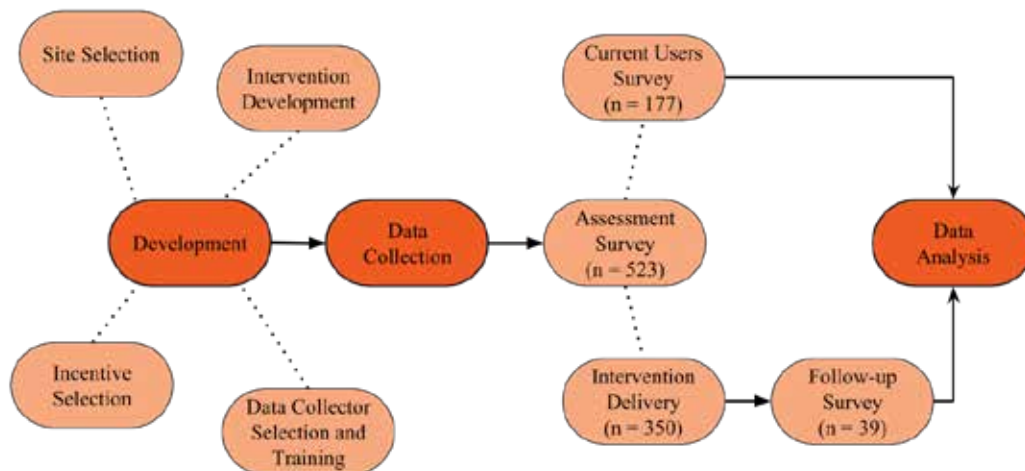 Site Selection
Intervention
Development
Current Users
Survey
(n = 177)
Development
Data
Collection
Assessment
Survey
(n = 523)
Data
Analysis
Incentive
Selection
Data Collector
Selection and
Training
Intervention
Delivery
(n = 350)
Follow-up
Survey
(n = 39)